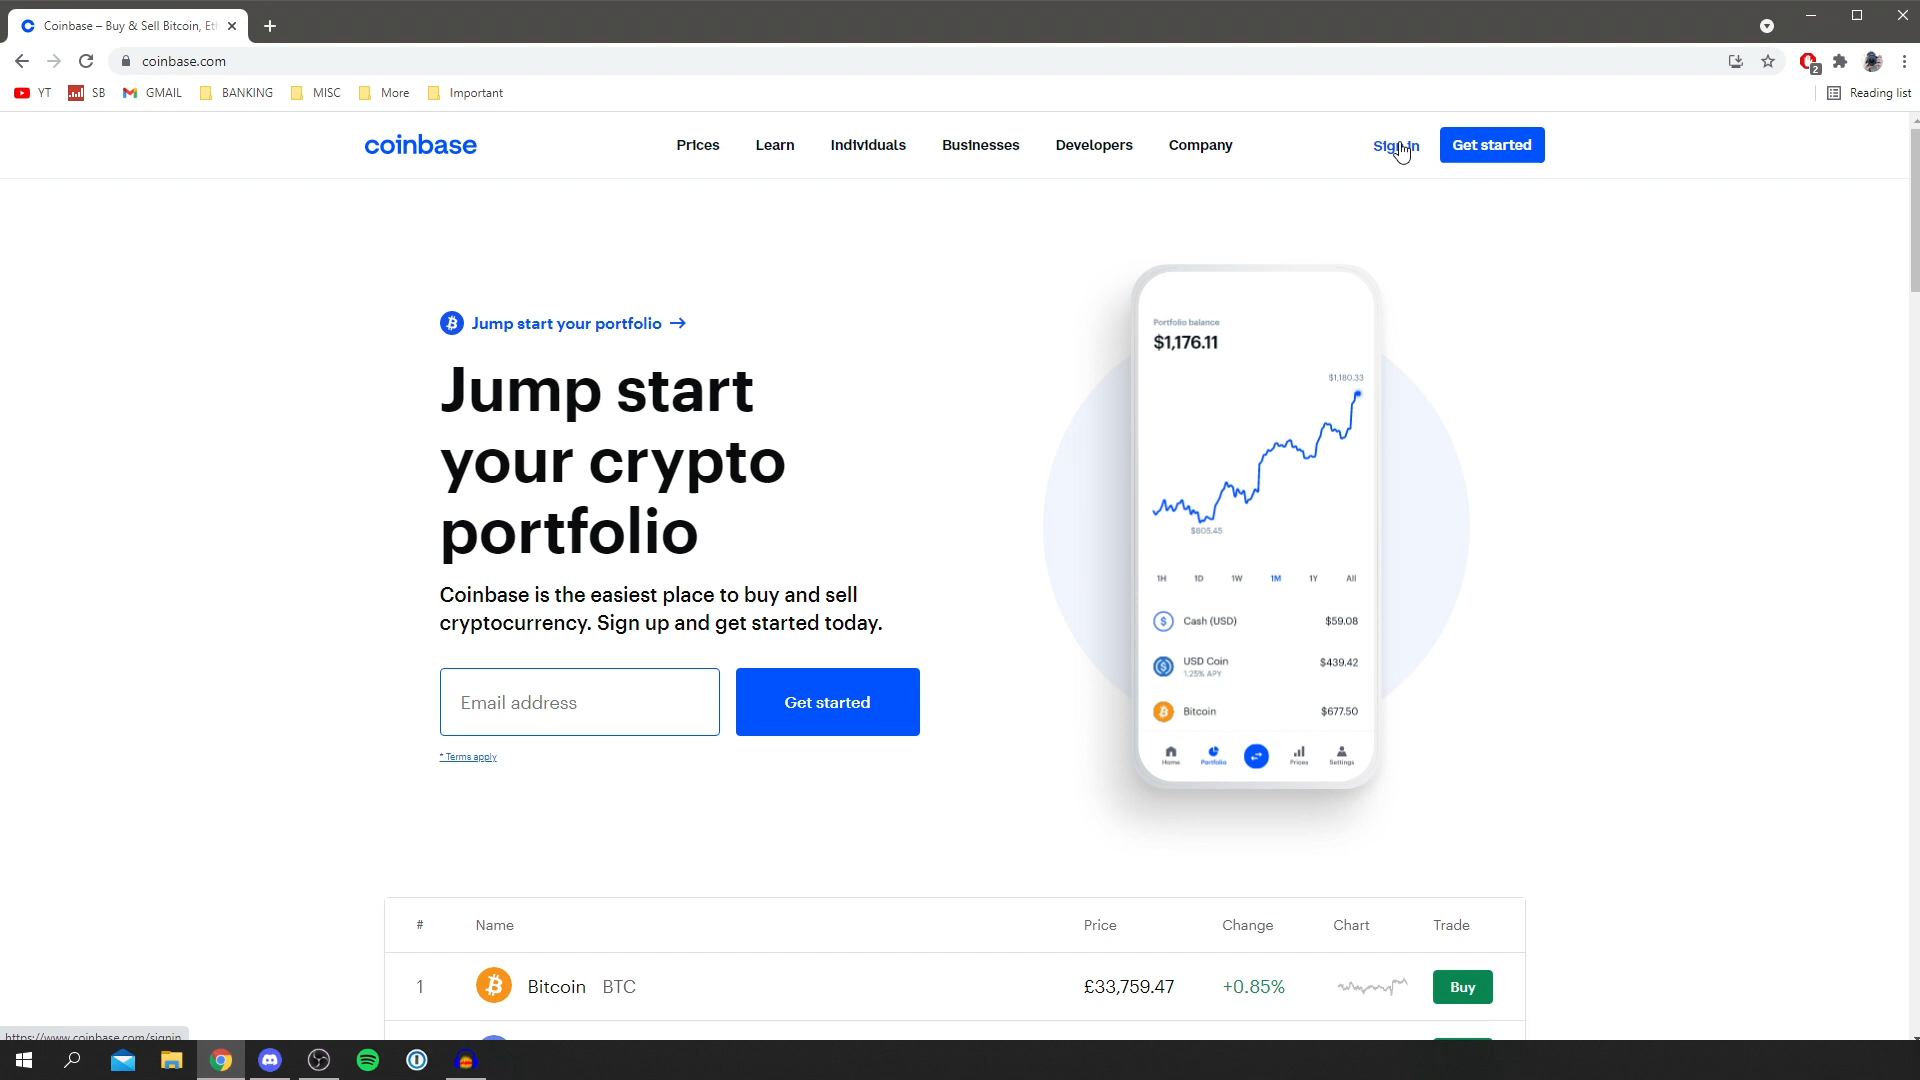 Coinbase – Buy & Sell Bitcoin, Et
coinbase.com
2
YT SB GMAIL BANKING MISC More Important Reading list
coinbase Prices Learn Individuals Businesses Developers Company Sign in Get started
Jump start your portfolio →
Jump start
your crypto
portfolio
Coinbase is the easiest place to buy and sell
cryptocurrency. Sign up and get started today.
Email address Get started
* Terms apply
Portfolio balance
$1,176.11
$1,180.33
$605.45
1H 1D 1W 1M 1Y All
Cash (USD) $59.08
USD Coin $439.42
1.25% APY
Bitcoin $677.50
Home Portfolio Prices Settings
# Name Price Change Chart Trade
1 Bitcoin BTC £33,759.47 +0.85% Buy
https://www.coinbase.com/signin